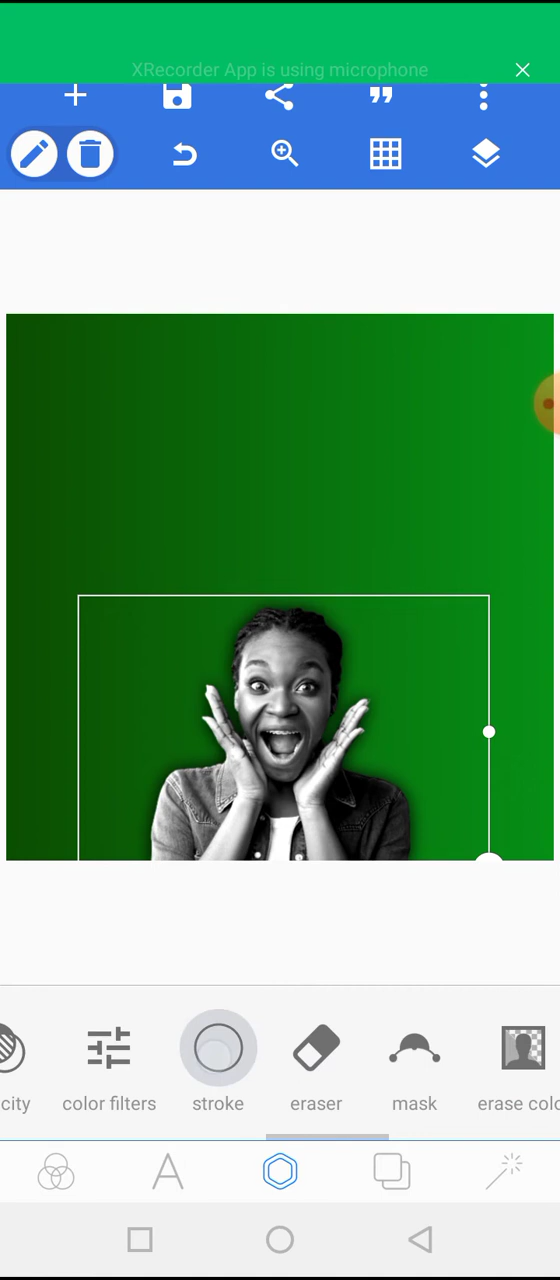 XRecorder App is using microphone
city
color filters
stroke
eraser
mask
erase colo